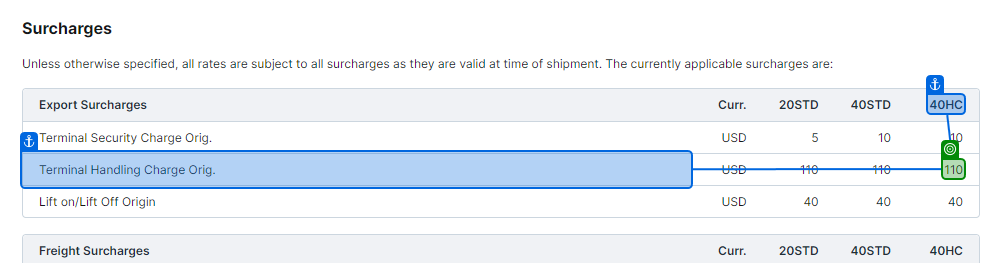 Surcharges
Unless otherwise specified, all rates are subject to all surcharges as they are valid at time of shipment. The currently applicable surcharges are:
Export Surcharges Curr. 20STD 40STD 40HC
Terminal Security Charge Orig. USD 5 10 10
Terminal Handling Charge Orig. USD 110 110 110
Lift on/Lift Off Origin USD 40 40 40
Freight Surcharges Curr. 20STD 40STD 40HC